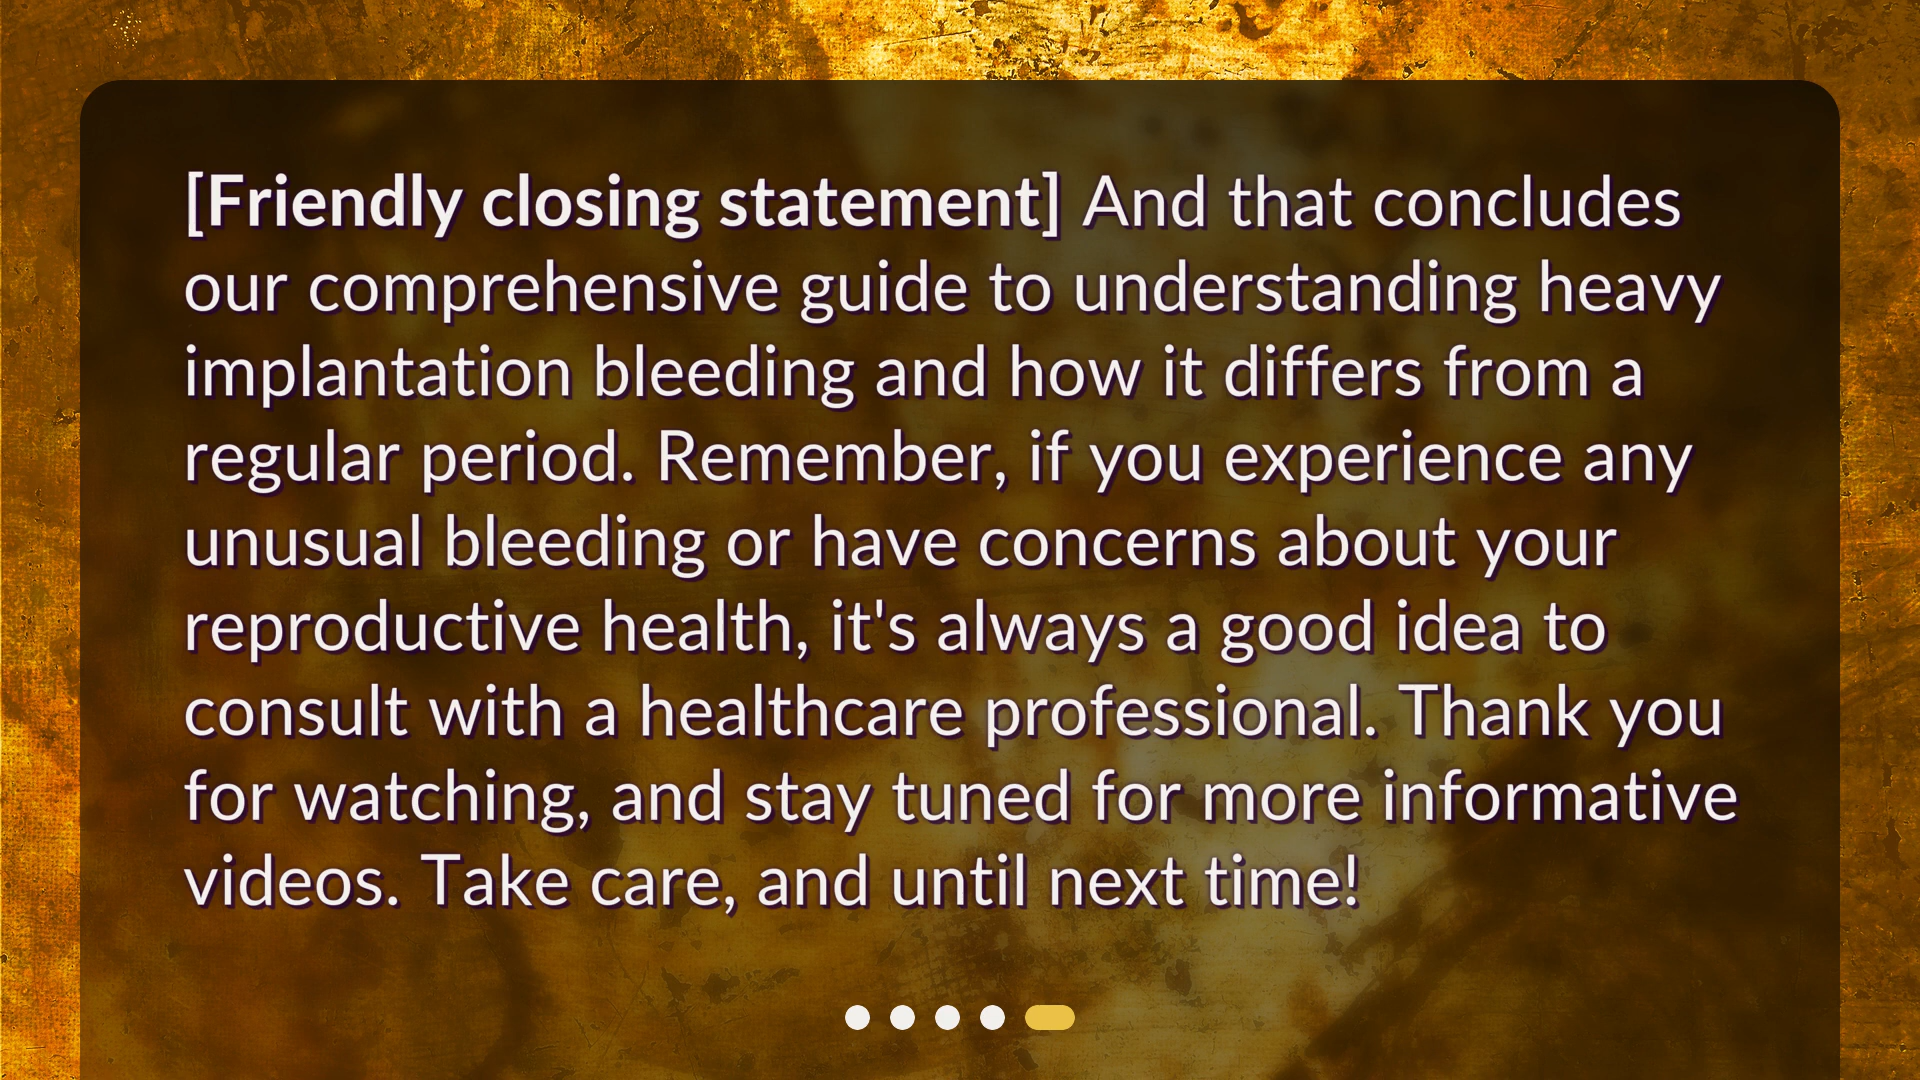 [Friendly closing statement] And that concludes
our comprehensive guide to understanding heavy
implantation bleeding and how it differs from a
regular period. Remember, if you experience any
unusual bleeding or have concerns about your
reproductive health, it's always a good idea to
consult with a healthcare professional. Thank you
for watching, and stay tuned for more informative
videos. Take care, and until next time!